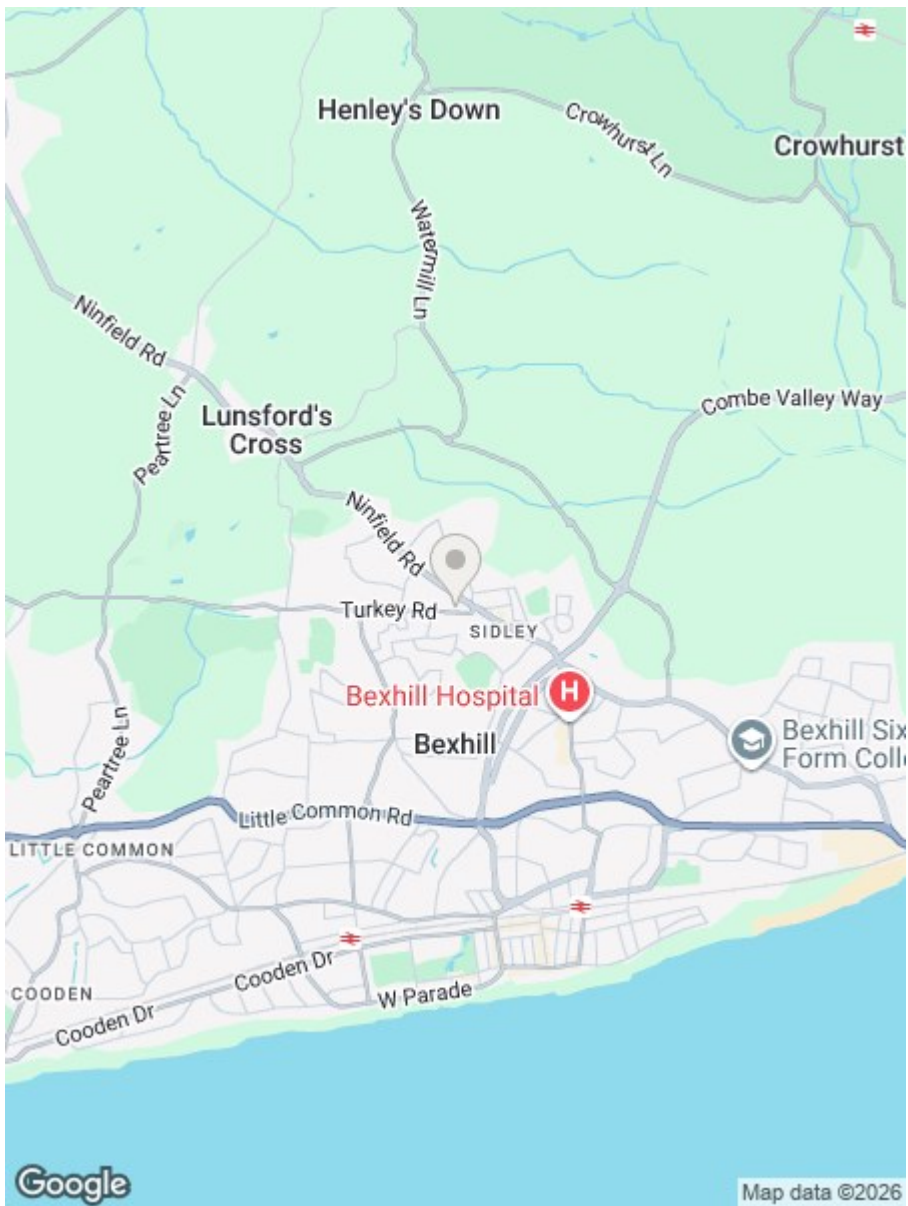 Henley's Down
Crowhurst Ln
Crowhurst
Watermill Ln
Ninfield Rd
Peartree Ln
Lunsford's
Cross
Combe Valley Way
Ninfield Rd
Turkey Rd
SIDLEY
Bexhill Hospital
H
Bexhill
Bexhill Six
Form Colle
Peartree Ln
Little Common Rd
LITTLE COMMON
Cooden Dr
COODEN
W Parade
Cooden Dr
Google
Map data ©2026